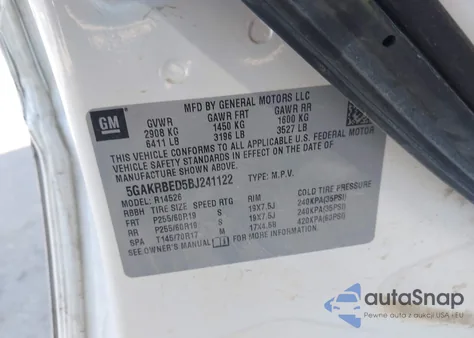 MFD BY GENERAL MOTORS LLC
GM GVWR GAWR FRT GAWR RR
2908 KG 1450 KG 1600 KG
6411 LB 3196 LB 3527 LB
THIS VEHICLE CONFORMS TO ALL APPLICABLE U.S. FEDERAL MOTOR
VEHICLE SAFETY STANDARDS IN EFFECT ON THE DATE OF
MANUFACTURE SHOWN ABOVE.
5GAKRBED5BJ241122 TYPE: M.P.V.
MODEL: R14526
RBBH TIRE SIZE SPEED RTG RIM COLD TIRE PRESSURE
FRT P255/60R19 S 19X7.5J 240KPA(35PSI)
RR P255/60R19 S 19X7.5J 240KPA(35PSI)
SPA T145/70R17 M 17X4.5B 420KPA(60PSI)
SEE OWNER'S MANUAL FOR MORE INFORMATION.
autaSnap
Pewne auto z USA i EU